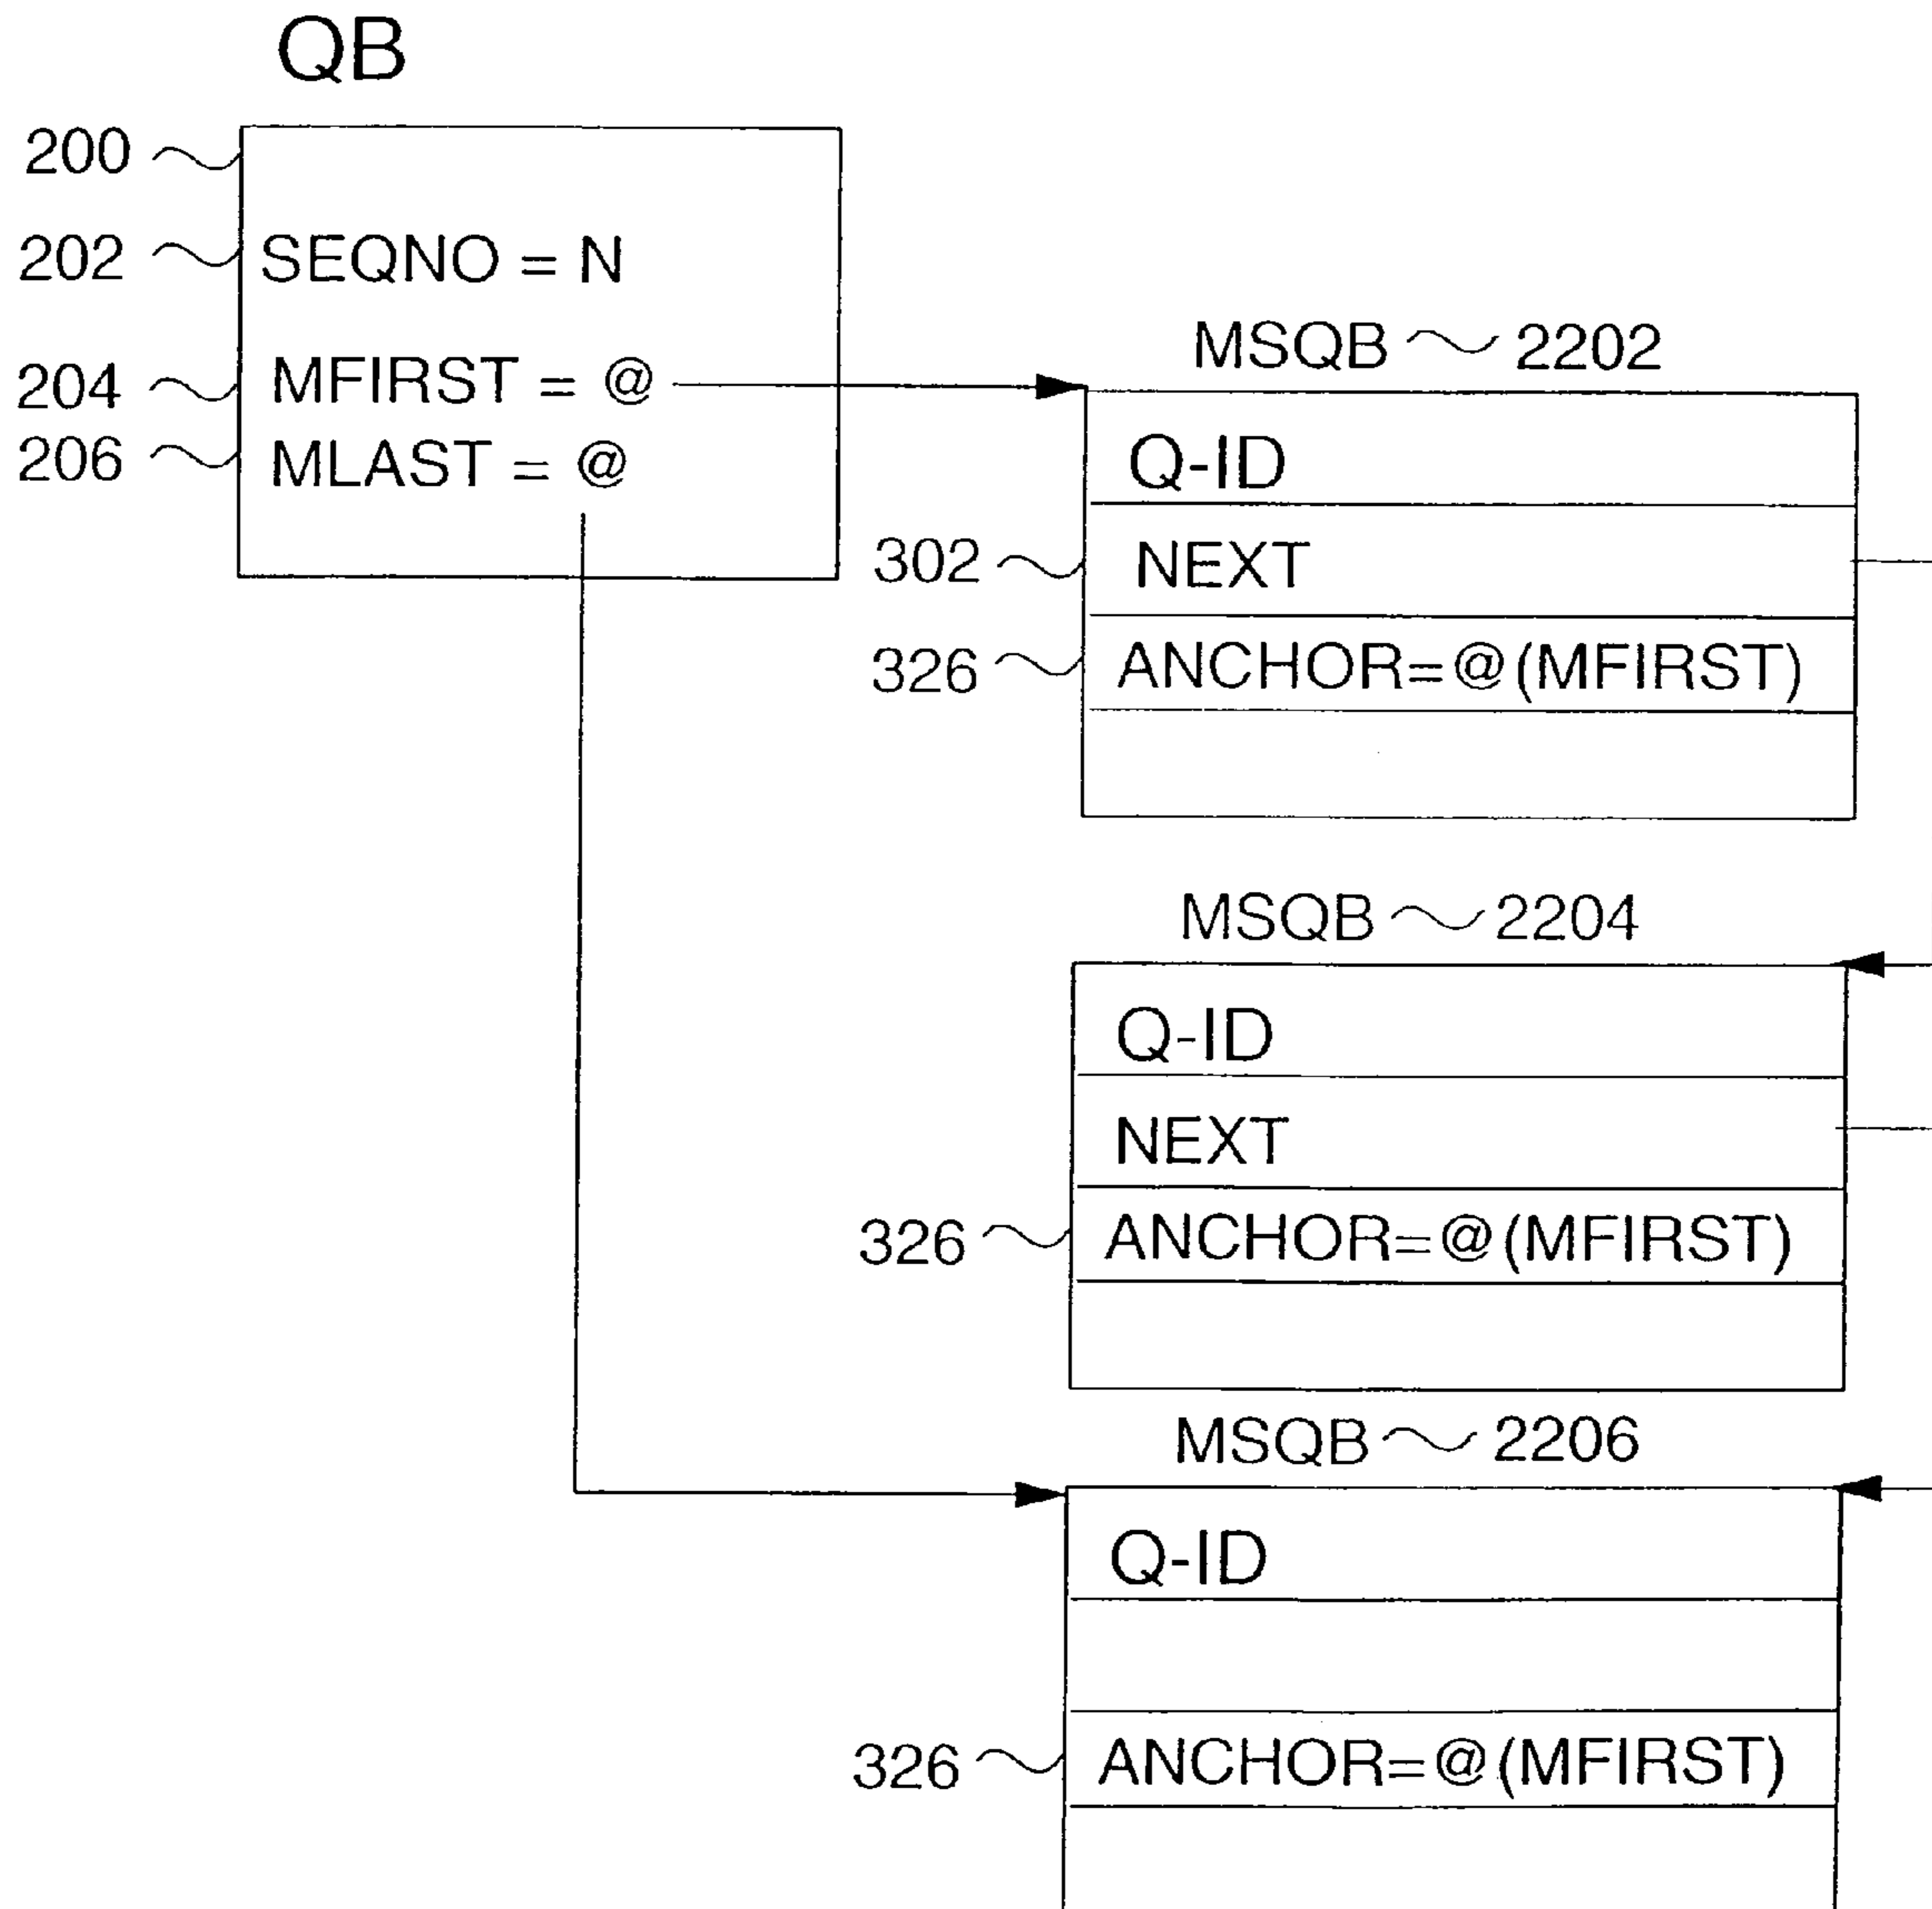 QB
200
202 SEQNO = N
204 MFIRST = @
206 MLAST = @
MSQB 2202
Q-ID
302 NEXT
326 ANCHOR=@(MFIRST)
MSQB 2204
Q-ID
NEXT
326 ANCHOR=@(MFIRST)
MSQB 2206
Q-ID
326 ANCHOR=@(MFIRST)